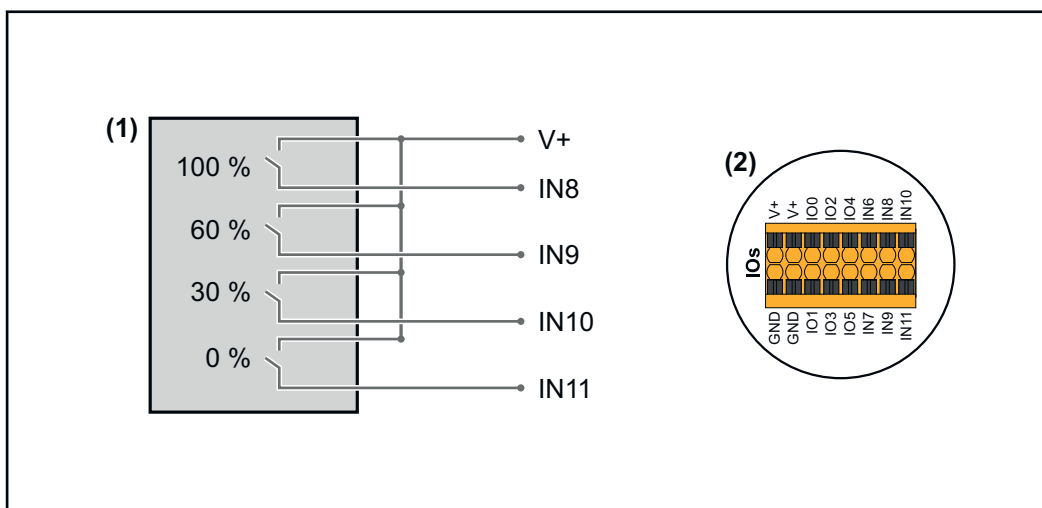 (1)
100 %
60 %
30 %
0 %
V+
IN8
IN9
IN10
IN11
(2)
V+ V+ IO0 IO2 IO4 IN6 IN8 IN10
IOs
GND GND IO1 IO3 IO5 IN7 IN9 IN11